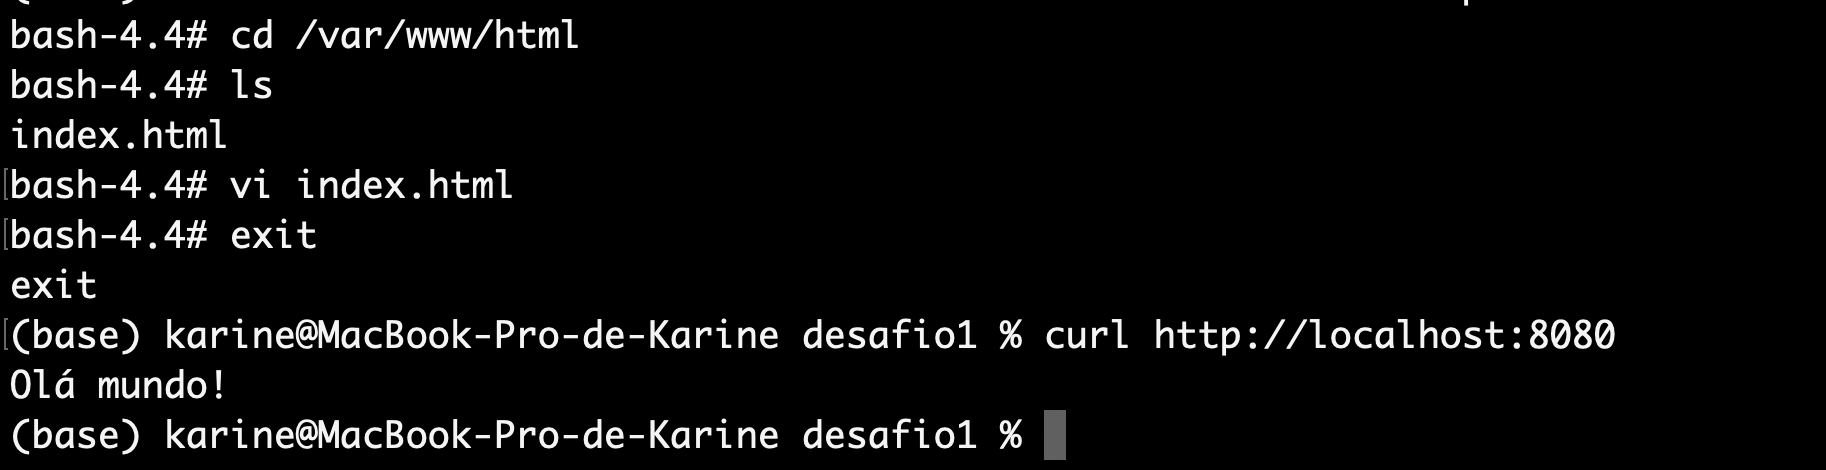 bash-4.4# cd /var/www/html
bash-4.4# ls
index.html
bash-4.4# vi index.html
bash-4.4# exit
exit
(base) karine@MacBook-Pro-de-Karine desafio1 % curl http://localhost:8080
Olá mundo!
(base) karine@MacBook-Pro-de-Karine desafio1 %